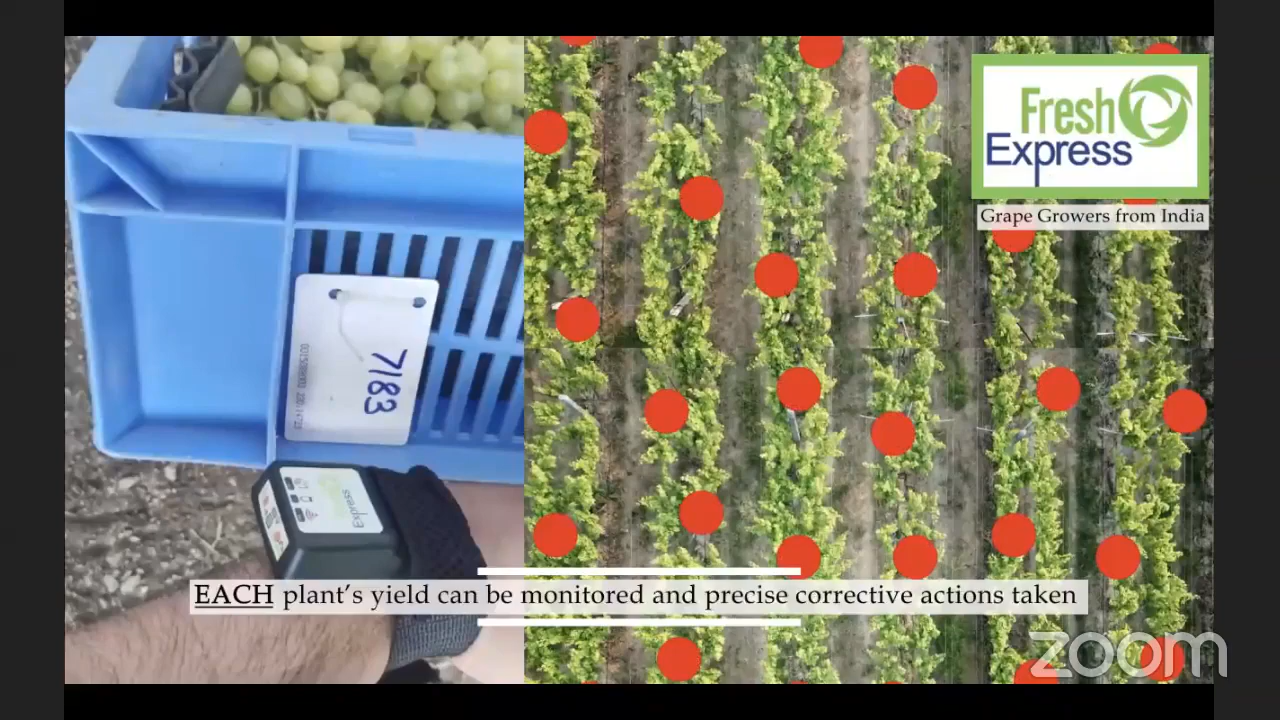 Fresh
Express
Grape Growers from India
7183
Express
EACH plant's yield can be monitored and precise corrective actions taken
zoom